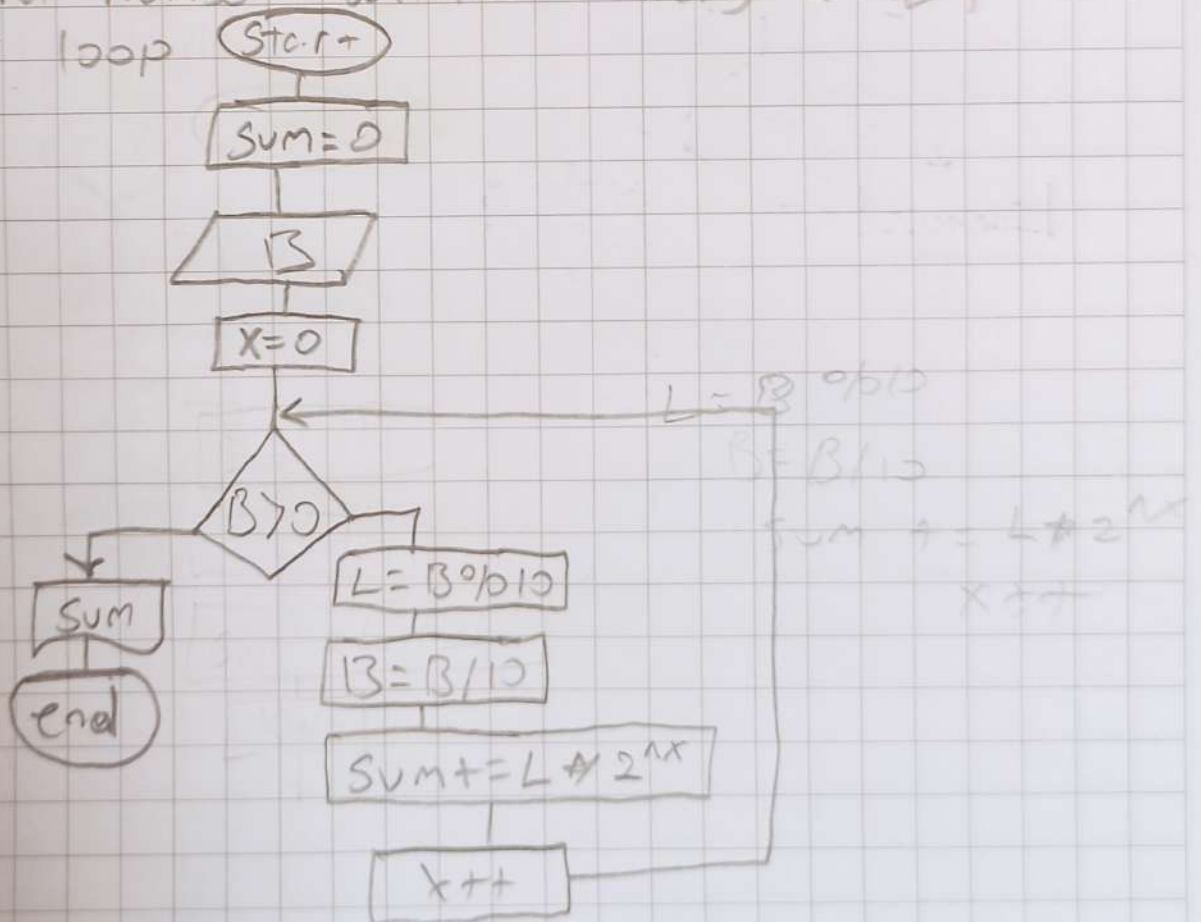 loop Start
Sum=0
B
X=0
L = B %10
B=B/10
B>0
Sum += L * 2^x
L=B%10
x++
Sum
B=B/10
end
Sum+=L*2^x
x++